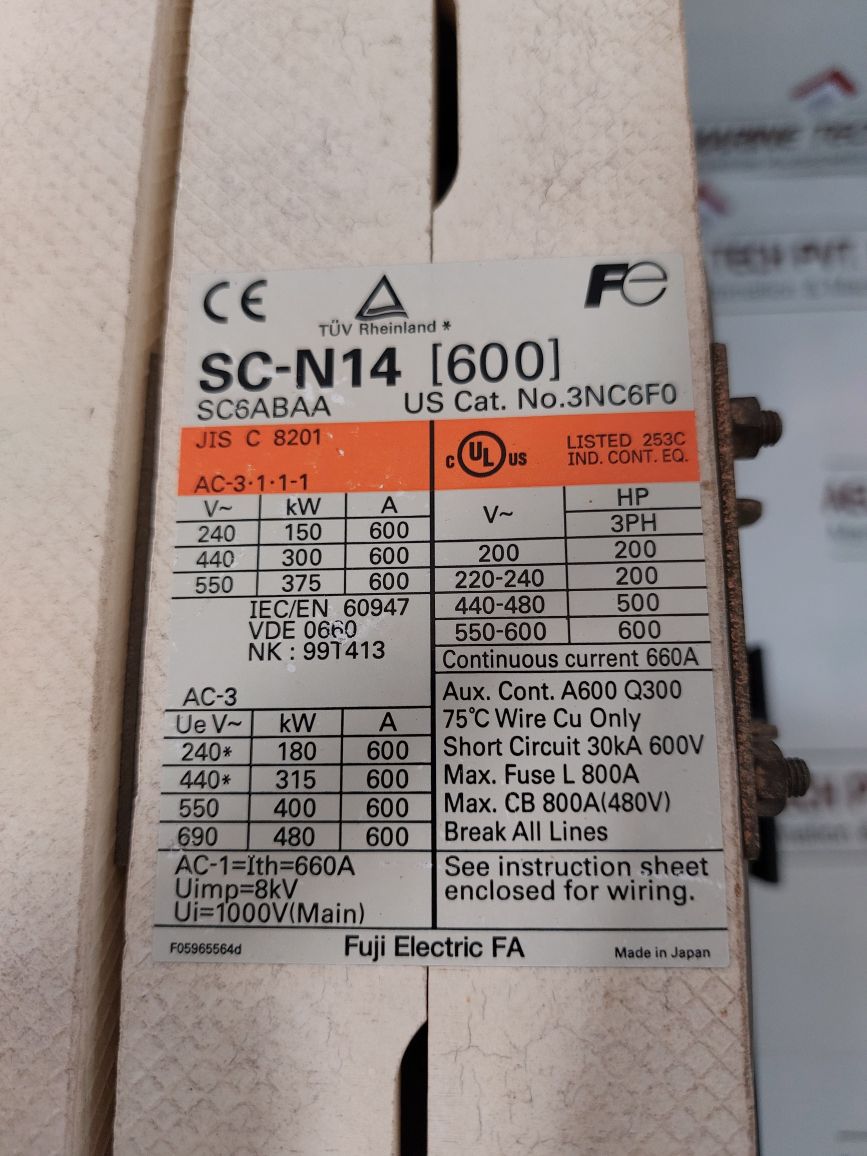 CE
TÜV Rheinland *
Fe
SC-N14 [600]
SC6ABAA US Cat. No.3NC6F0
JIS C 8201
AC-3·1·1-1
V~ kW A
240 150 600
440 300 600
550 375 600
IEC/EN 60947
VDE 0660
NK : 99T413
AC-3
Ue V~ kW A
240* 180 600
440* 315 600
550 400 600
690 480 600
AC-1=Ith=660A
Uimp=8kV
Ui=1000V(Main)
c UL US LISTED 253C
IND. CONT. EQ.
V~ HP
3PH
200 200
220-240 200
440-480 500
550-600 600
Continuous current 660A
Aux. Cont. A600 Q300
75°C Wire Cu Only
Short Circuit 30kA 600V
Max. Fuse L 800A
Max. CB 800A(480V)
Break All Lines
See instruction sheet
enclosed for wiring.
F05965564d Fuji Electric FA Made in Japan
TECH PVT.